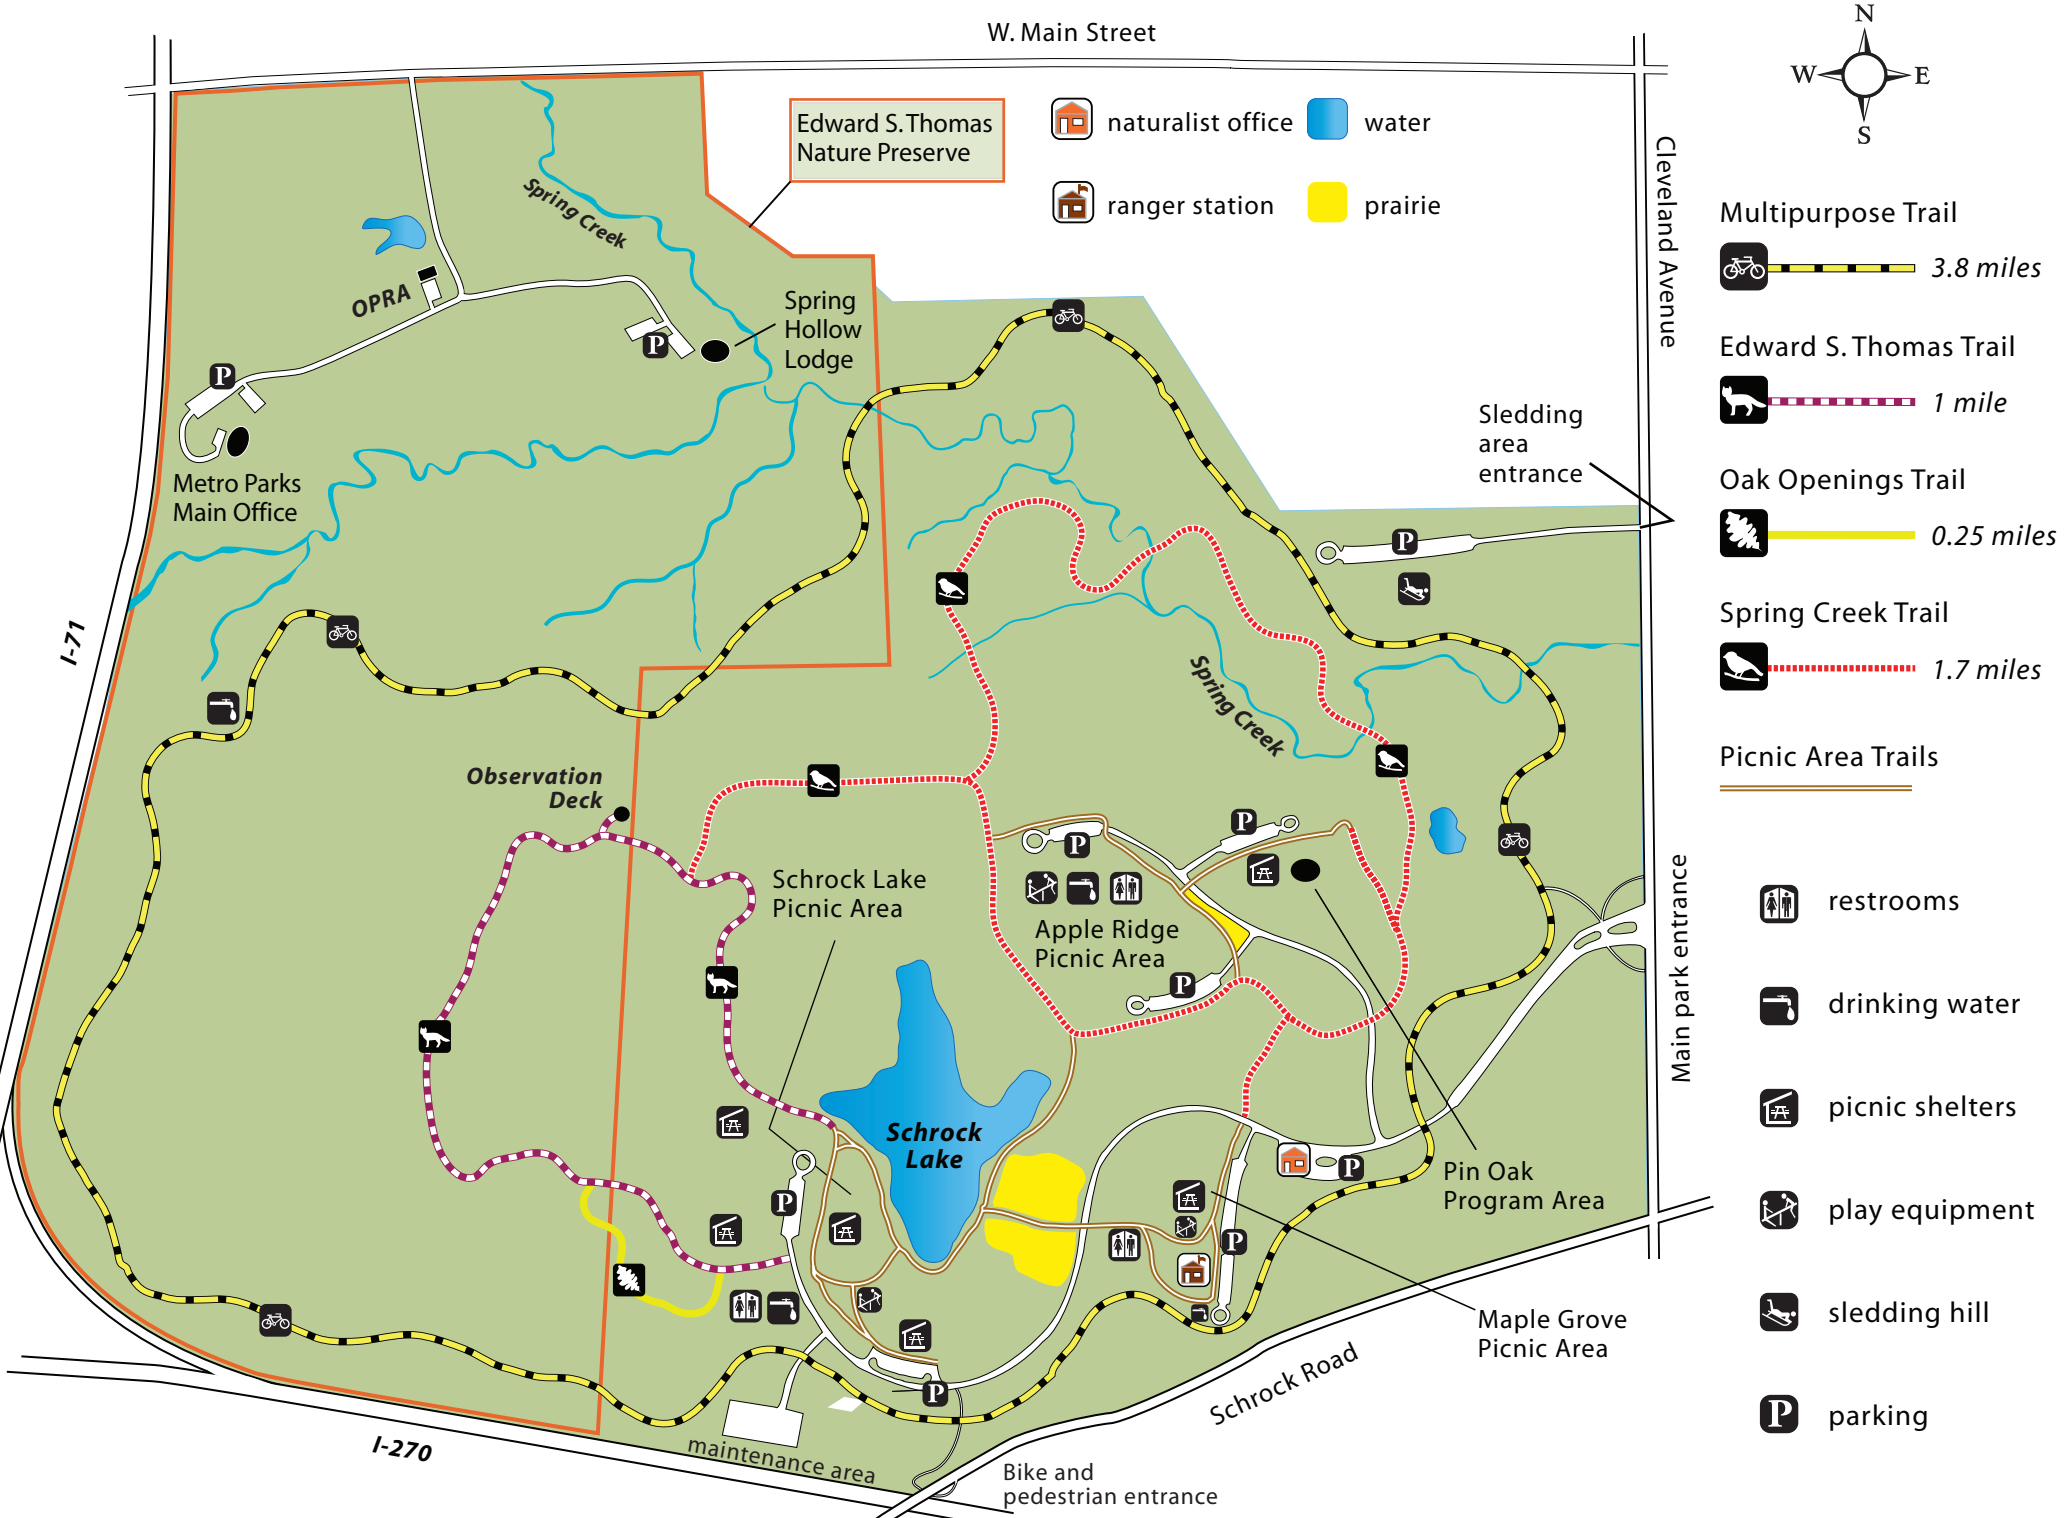 W. Main Street
N
W
E
S
Edward S. Thomas
Nature Preserve
naturalist office
water
ranger station
prairie
Cleveland Avenue
Multipurpose Trail
3.8 miles
Edward S. Thomas Trail
1 mile
Oak Openings Trail
0.25 miles
Spring Creek Trail
1.7 miles
Picnic Area Trails
restrooms
drinking water
picnic shelters
play equipment
sledding hill
P
parking
Spring Creek
OPRA
Spring
Hollow
Lodge
P
P
Metro Parks
Main Office
Sledding
area
entrance
P
I-71
Spring Creek
Observation
Deck
Schrock Lake
Picnic Area
P
P
Apple Ridge
Picnic Area
P
Main park entrance
Schrock
Lake
P
P
Pin Oak
Program Area
P
Maple Grove
Picnic Area
P
Schrock Road
maintenance area
I-270
Bike and
pedestrian entrance